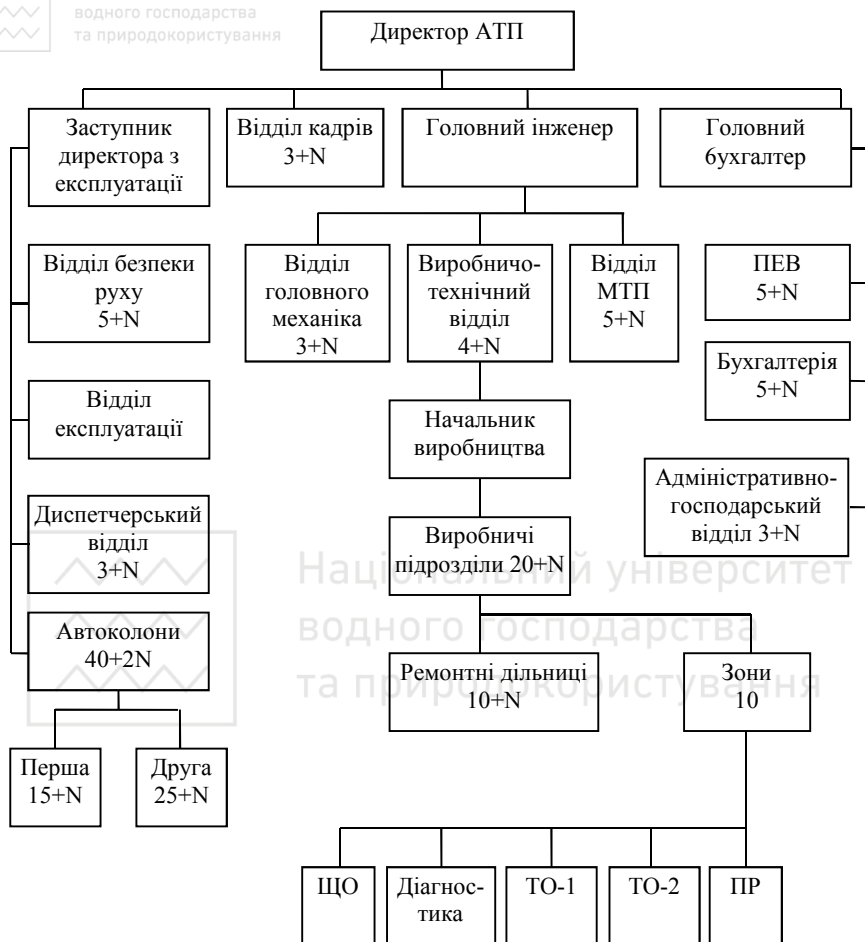 водного господарства
та природокористування
Директор АТП
Заступник
директора з
експлуатації
Відділ кадрів
3+N
Головний інженер
Головний
бухгалтер
Відділ безпеки
руху
5+N
Відділ
головного
механіка
3+N
Виробничо-
технічний
відділ
4+N
Відділ
МТП
5+N
ПЕВ
5+N
Бухгалтерія
5+N
Відділ
експлуатації
Начальник
виробництва
Адміністративно-
господарський
відділ 3+N
Диспетчерський
відділ
3+N
Виробничі
підрозділи 20+N
Національний університет
водного господарства
та природокористування
Автоколони
40+2N
Ремонтні дільниці
10+N
Зони
10
Перша
15+N
Друга
25+N
ЩО
Діагнос-
тика
ТО-1
ТО-2
ПР